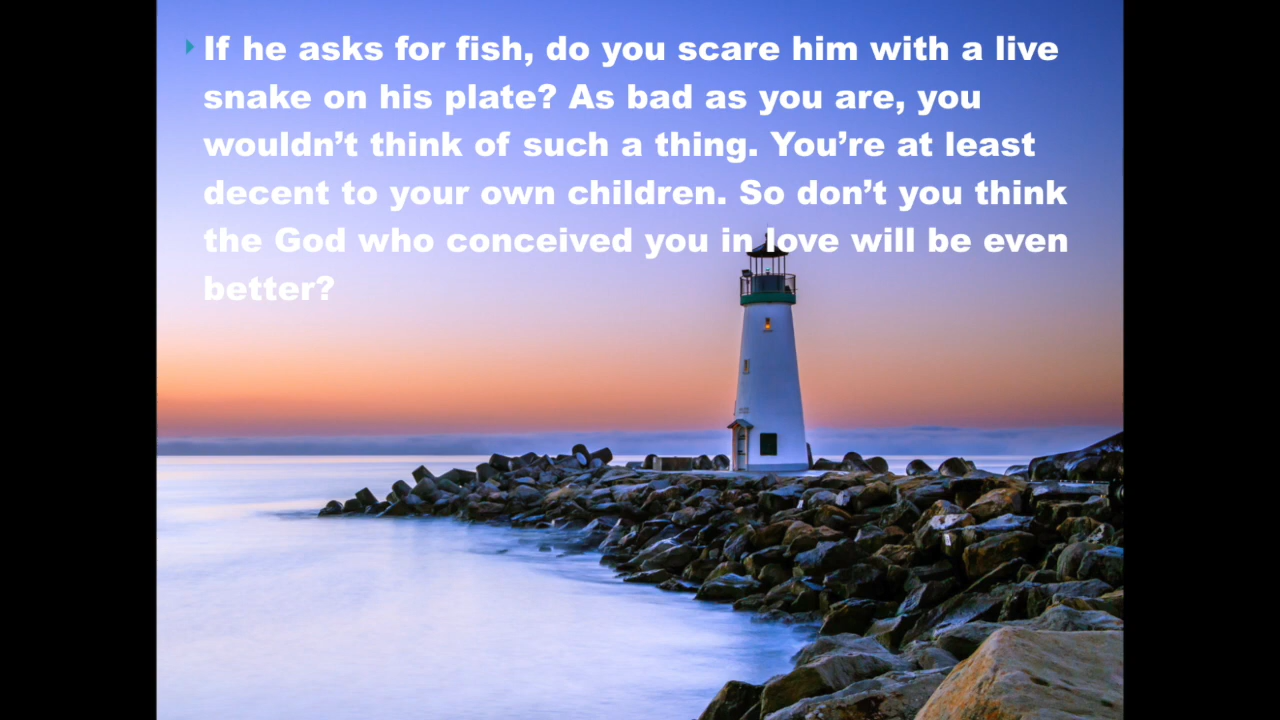 If he asks for fish, do you scare him with a live
snake on his plate? As bad as you are, you
wouldn’t think of such a thing. You’re at least
decent to your own children. So don’t you think
the God who conceived you in love will be even
better?